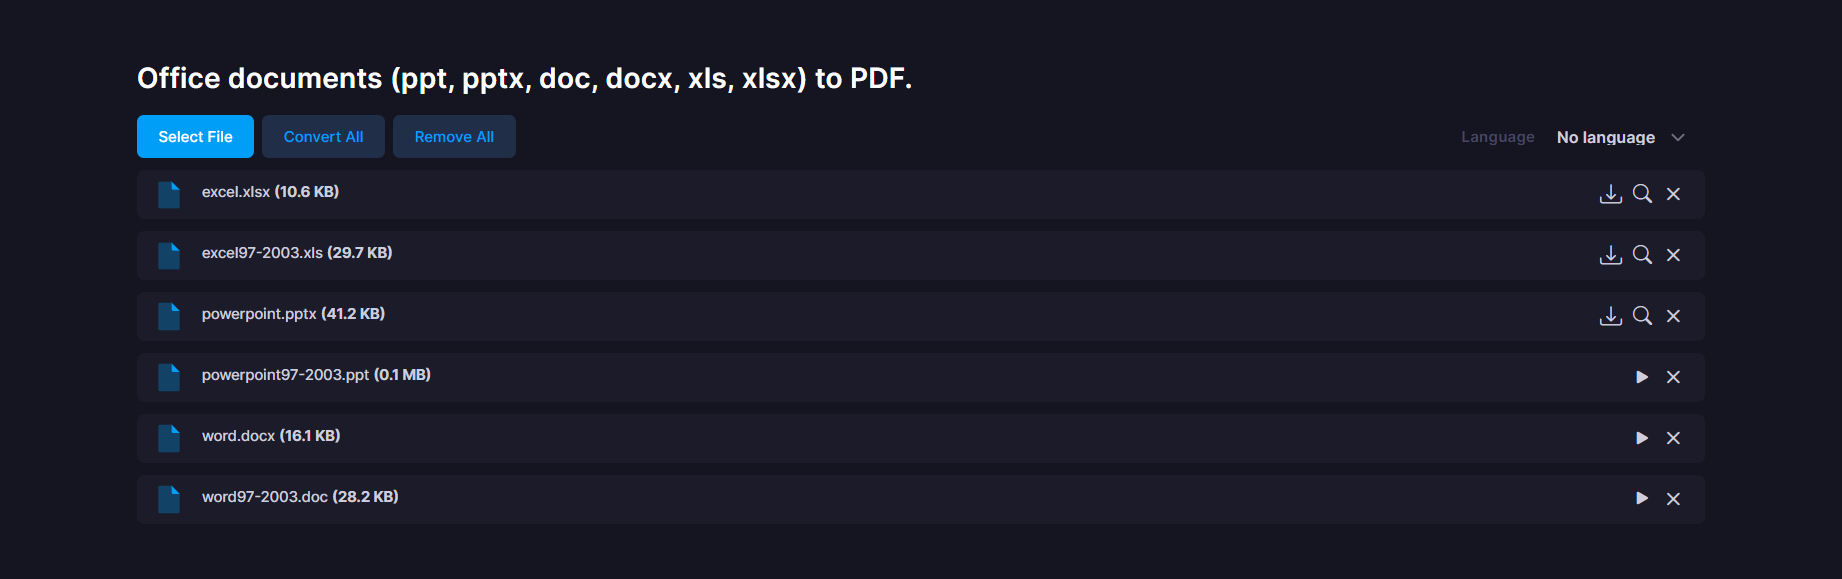 Office documents (ppt, pptx, doc, docx, xls, xlsx) to PDF.
Select File Convert All Remove All Language No language
excel.xlsx (10.6 KB)
excel97-2003.xls (29.7 KB)
powerpoint.pptx (41.2 KB)
powerpoint97-2003.ppt (0.1 MB)
word.docx (16.1 KB)
word97-2003.doc (28.2 KB)